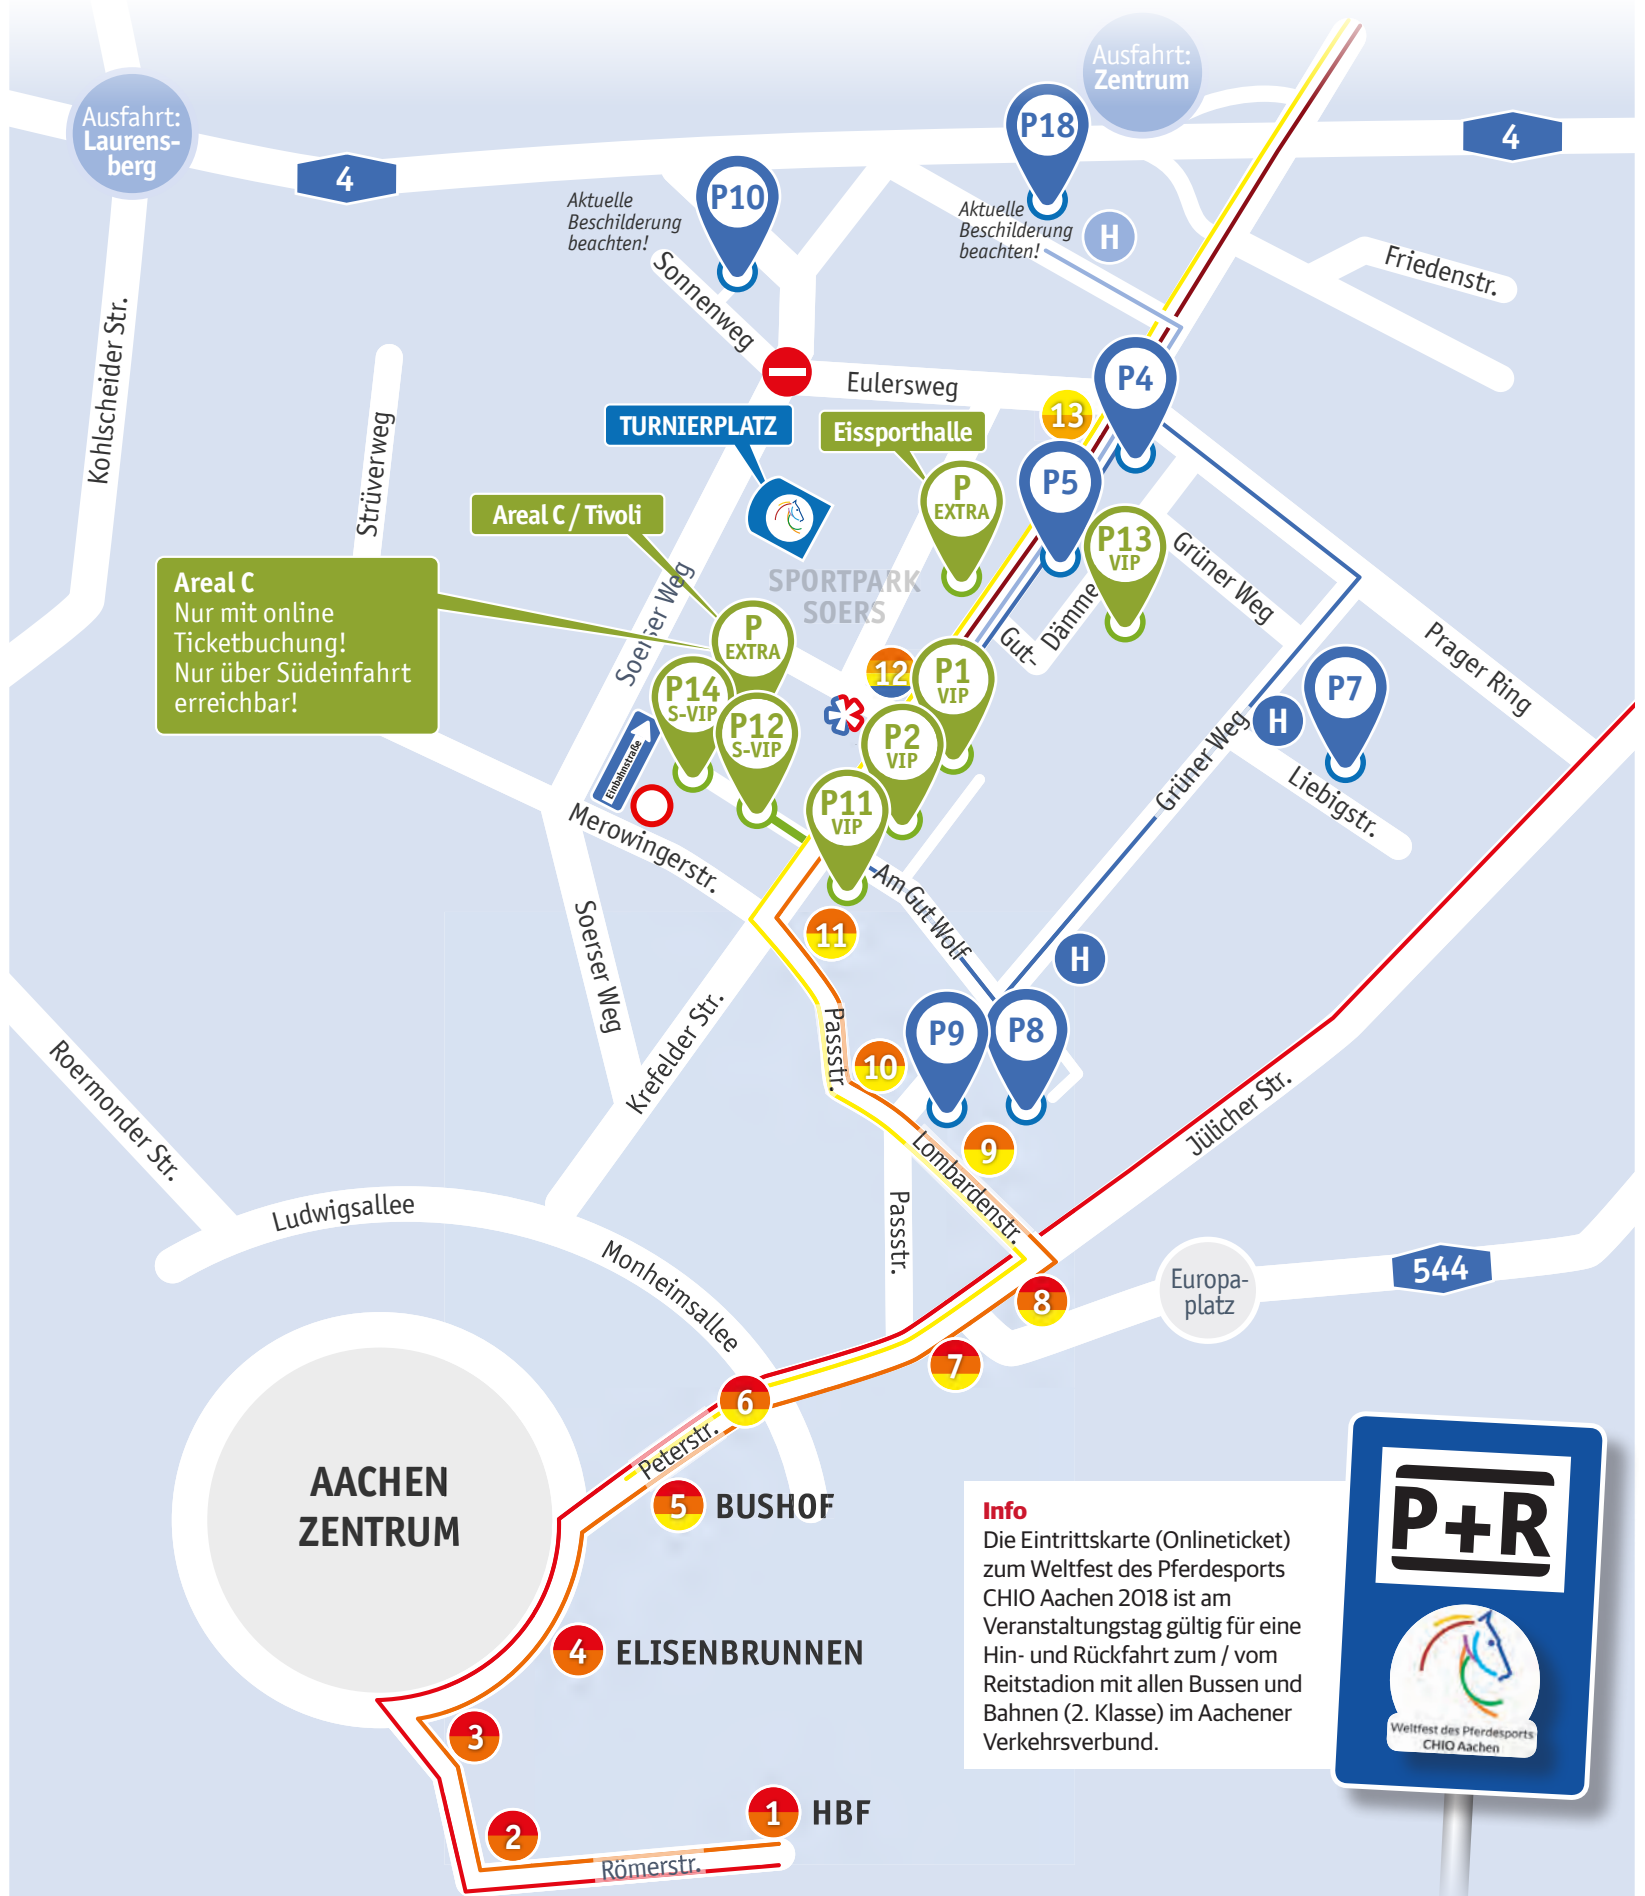 Ausfahrt:
Zentrum
Ausfahrt:
Laurens-
berg
4
4
P18
P10
Aktuelle
Beschilderung
beachten!
Aktuelle
Beschilderung
beachten!
H
Friedenstr.
Sonnenweg
Kohlscheider Str.
Eulersweg
P4
13
TURNIERPLATZ
Eissporthalle
Strüverweg
P5
P
EXTRA
Areal C / Tivoli
P13
VIP
Grüner Weg
SPORTPARK
SOERS
Areal C
Nur mit online
Ticketbuchung!
Nur über Südeinfahrt
erreichbar!
Soerser Weg
P
EXTRA
Gut-
Dämme
Prager Ring
12
P1
VIP
P14
S-VIP
P12
S-VIP
P2
VIP
P7
H
Einbahnstraße
Grüner Weg
Liebigstr.
P11
VIP
Merowingerstr.
Am Gut Wolf
11
Soerser Weg
H
Krefelder Str.
Passstr.
P9
P8
10
Roermonder Str.
Jülicher Str.
9
Lombardenstr.
Ludwigsallee
Passstr.
Monheimsallee
Europa-
platz
544
8
7
6
Peterstr.
AACHEN
ZENTRUM
5
BUSHOF
4
ELISENBRUNNEN
3
2
1
HBF
Römerstr.
Info
Die Eintrittskarte (Onlineticket)
zum Weltfest des Pferdesports
CHIO Aachen 2018 ist am
Veranstaltungstag gültig für eine
Hin- und Rückfahrt zum / vom
Reitstadion mit allen Bussen und
Bahnen (2. Klasse) im Aachener
Verkehrsverbund.
P+R
Weltfest des Pferdesports
CHIO Aachen